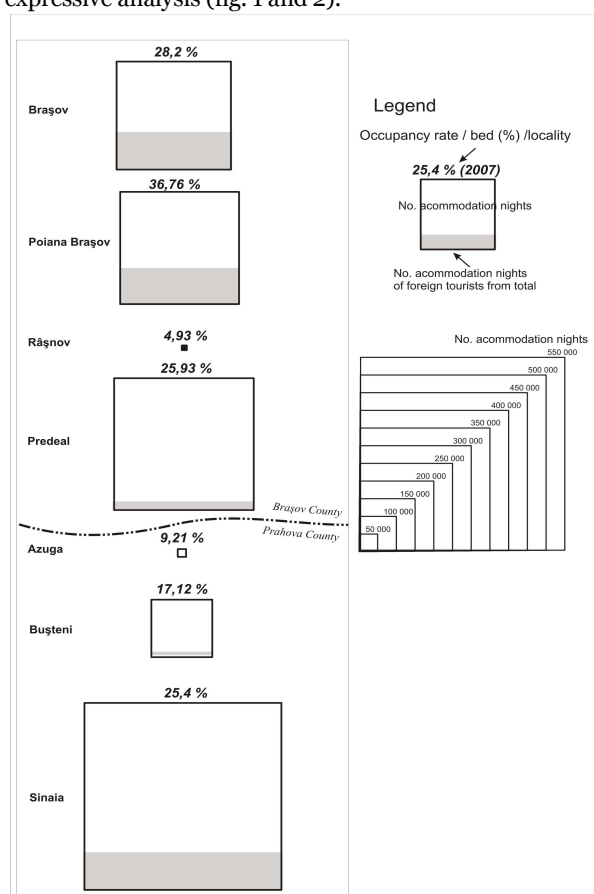 expressive analysis (fig. 1 and 2).
28,2 %
Braşov
36,76 %
Poiana Braşov
4,93 %
Râşnov
25,93 %
Predeal
Braşov County
Prahova County
9,21 %
Azuga
17,12 %
Buşteni
25,4 %
Sinaia
Legend
Occupancy rate / bed (%) /locality
25,4 % (2007)
No. acommodation nights
No. acommodation nights
of foreign tourists from total
No. acommodation nights
550 000
500 000
450 000
400 000
350 000
300 000
250 000
200 000
150 000
100 000
50 000